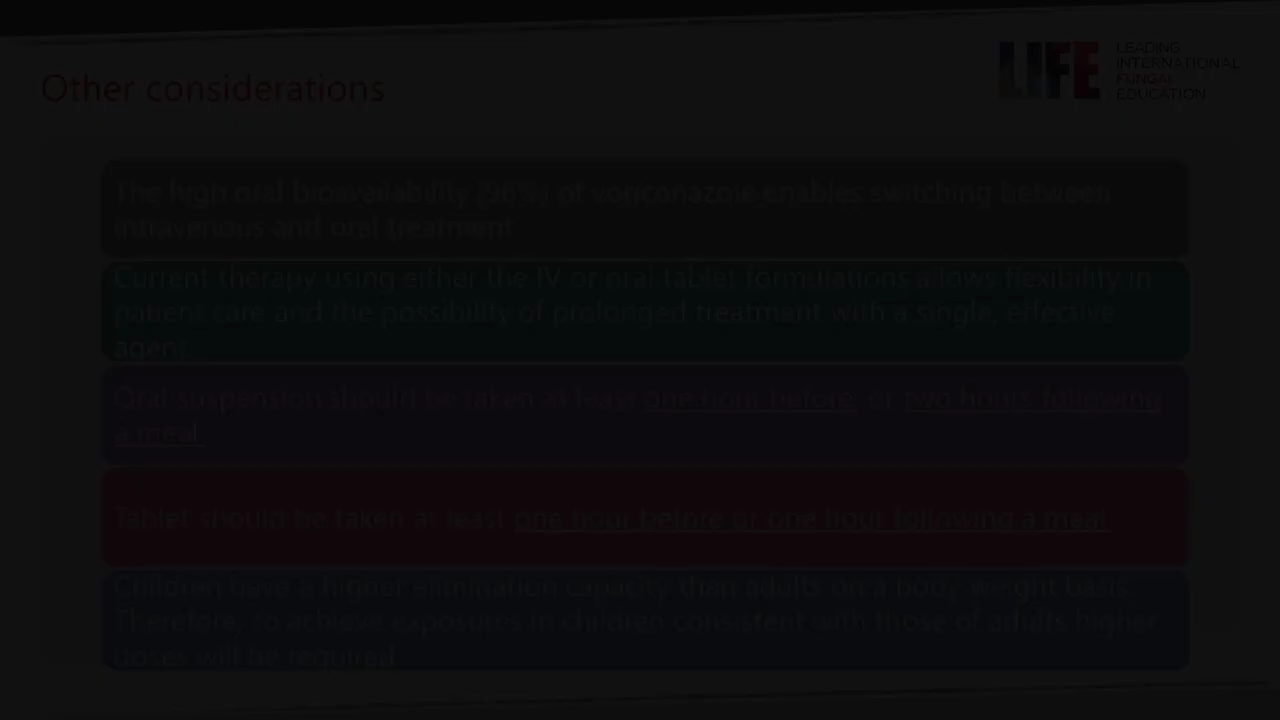 Other considerations
LIFE
LEADING
INTERNATIONAL
FUNGAL
EDUCATION
The high oral bioavailability (96%) of voriconazole enables switching between
intravenous and oral treatment
Current therapy using either the IV or oral tablet formulations allows flexibility in
patient care and the possibility of prolonged treatment with a single, effective
agent.
Oral suspension should be taken at least one hour before, or two hours following
a meal.
Tablet should be taken at least one hour before or one hour following a meal.
Children have a higher elimination capacity than adults on a body weight basis.
Therefore, to achieve exposures in children consistent with those of adults higher
doses will be required.